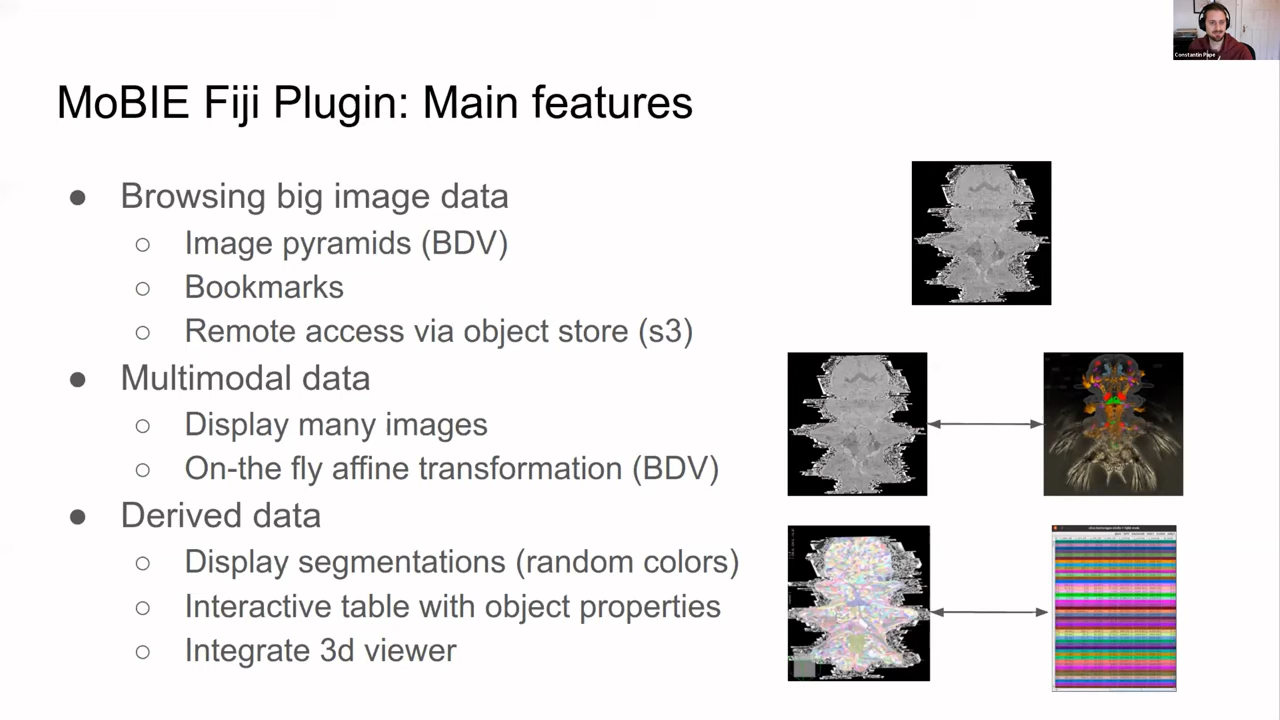 Constantin Pape
MoBIE Fiji Plugin: Main features
● Browsing big image data
○ Image pyramids (BDV)
○ Bookmarks
○ Remote access via object store (s3)
● Multimodal data
○ Display many images
○ On-the fly affine transformation (BDV)
● Derived data
○ Display segmentations (random colors)
○ Interactive table with object properties
○ Integrate 3d viewer